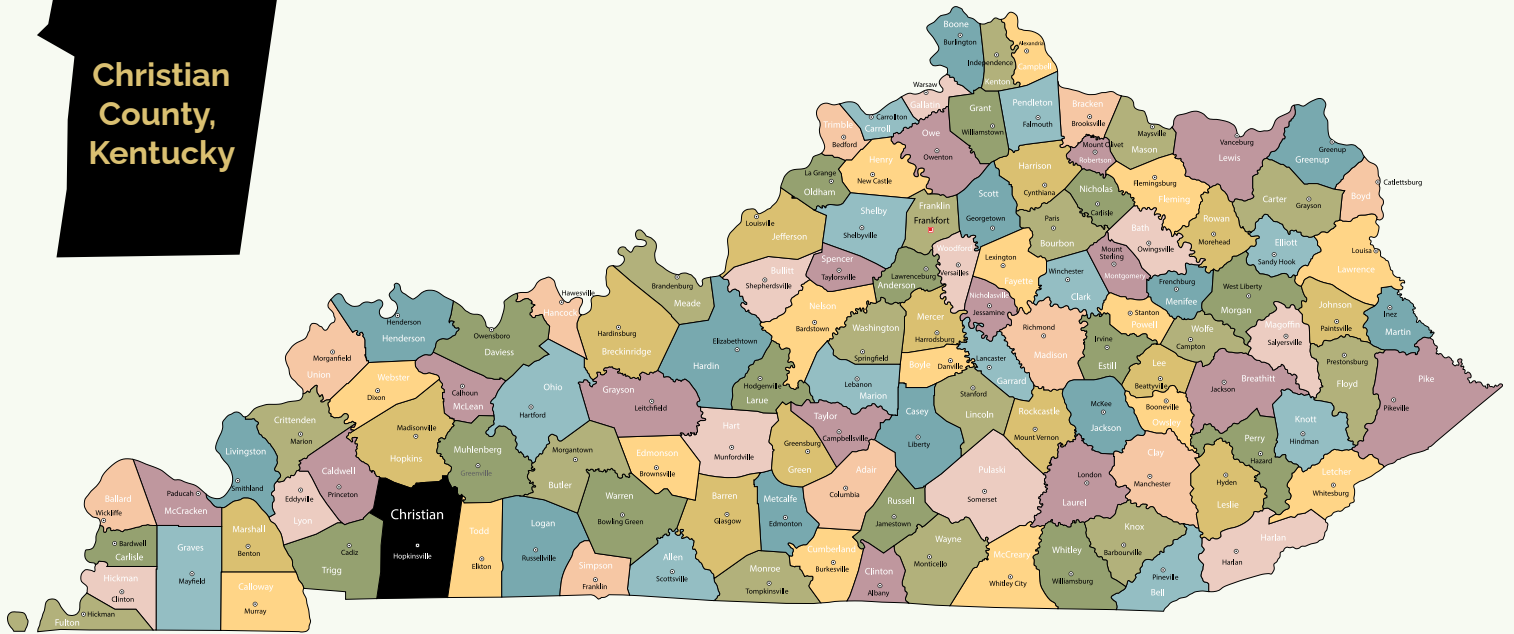 Christian
County,
Kentucky
Boone
Burlington
Alexandria
Campbell
Independence
Kenton
Warsaw
Gallatin
Carrollton
Carroll
Grant
Williamstown
Pendleton
Falmouth
Bracken
Brooksville
Trimble
Bedford
Owe
Owenton
Maysville
Mason
Mount Olivet
Robertson
Vanceburg
Lewis
Greenup
Greenup
Henry
New Castle
Harrison
Cynthiana
La Grange
Oldham
Flemingsburg
Fleming
Nicholas
Carlisle
Catlettsburg
Boyd
Carter
Grayson
Scott
Georgetown
Franklin
Frankfort
Shelby
Shelbyville
Louisville
Jefferson
Paris
Bourbon
Bath
Owingsville
Rowan
Morehead
Elliott
Sandy Hook
Louisa
Lawrence
Woodford
Versailles
Lexington
Fayette
Mount
Sterling
Montgomery
Spencer
Taylorsville
Bullitt
Shepherdsville
Lawrenceburg
Anderson
Winchester
Clark
Frenchburg
Menifee
West Liberty
Morgan
Brandenburg
Meade
Hawesville
Hancock
Nicholasville
Jessamine
Nelson
Bardstown
Mercer
Harrodsburg
Washington
Springfield
Stanton
Powell
Johnson
Paintsville
Inez
Martin
Henderson
Henderson
Owensboro
Daviess
Hardinsburg
Breckinridge
Elizabethtown
Hardin
Richmond
Madison
Irvine
Estill
Wolfe
Campton
Magoffin
Salyersville
Morganfield
Union
Lancaster
Garrard
Boyle
Danville
Lee
Beattyville
Prestonsburg
Floyd
Pike
Pikeville
Webster
Dixon
Calhoun
McLean
Ohio
Hartford
Grayson
Leitchfield
Hodgenville
Larue
Lebanon
Marion
Stanford
Lincoln
Breathitt
Jackson
Booneville
Owsley
McKee
Jackson
Rockcastle
Mount Vernon
Casey
Liberty
Taylor
Campbellsville
Crittenden
Marion
Madisonville
Hopkins
Hart
Munfordville
Greensburg
Green
Knott
Hindman
Perry
Hazard
Livingston
Smithland
Muhlenberg
Greenville
Morgantown
Butler
Edmonson
Brownsville
Adair
Columbia
Pulaski
Somerset
London
Laurel
Clay
Manchester
Hyden
Leslie
Letcher
Whitesburg
Caldwell
Princeton
Eddyville
Lyon
Ballard
Wickliffe
Paducah
McCracken
Christian
Hopkinsville
Warren
Bowling Green
Barren
Glasgow
Metcalfe
Edmonton
Russell
Jamestown
Logan
Russellville
Todd
Elkton
Marshall
Benton
Bardwell
Carlisle
Graves
Mayfield
Cadiz
Trigg
Knox
Barbourville
Harlan
Harlan
Wayne
Monticello
McCreary
Whitley City
Whitley
Williamsburg
Pineville
Bell
Cumberland
Burkesville
Clinton
Albany
Monroe
Tompkinsville
Allen
Scottsville
Simpson
Franklin
Hickman
Clinton
Calloway
Murray
Hickman
Fulton